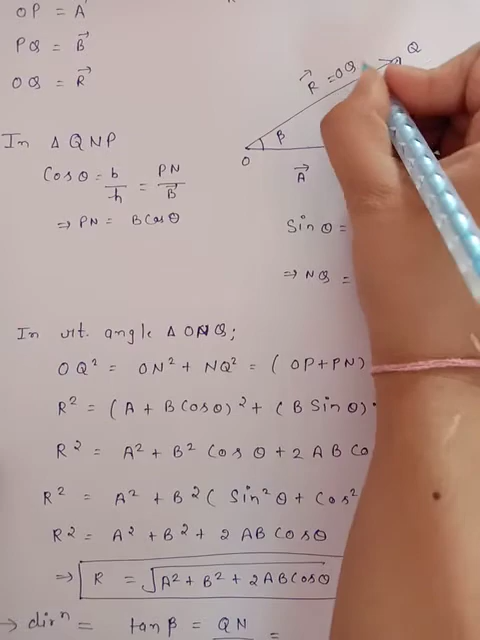 OP = A
PQ = B⃗
OQ = R⃗
R⃗ = OQ
Q
β
O
A⃗
In Δ QNP
Cos θ = b/h = PN/B⃗
⇒ PN = B Cos θ
Sin θ =
⇒ NQ =
In rt. angle Δ ONQ;
OQ² = ON² + NQ² = (OP + PN)
R² = (A + B Cos θ)² + (B Sin θ)
R² = A² + B² Cos θ + 2 AB Co
R² = A² + B² ( Sin² θ + Cos²
R² = A² + B² + 2 AB Cos θ
⇒ R = √A² + B² + 2AB Cos θ
→ dirⁿ = tan β = QN =